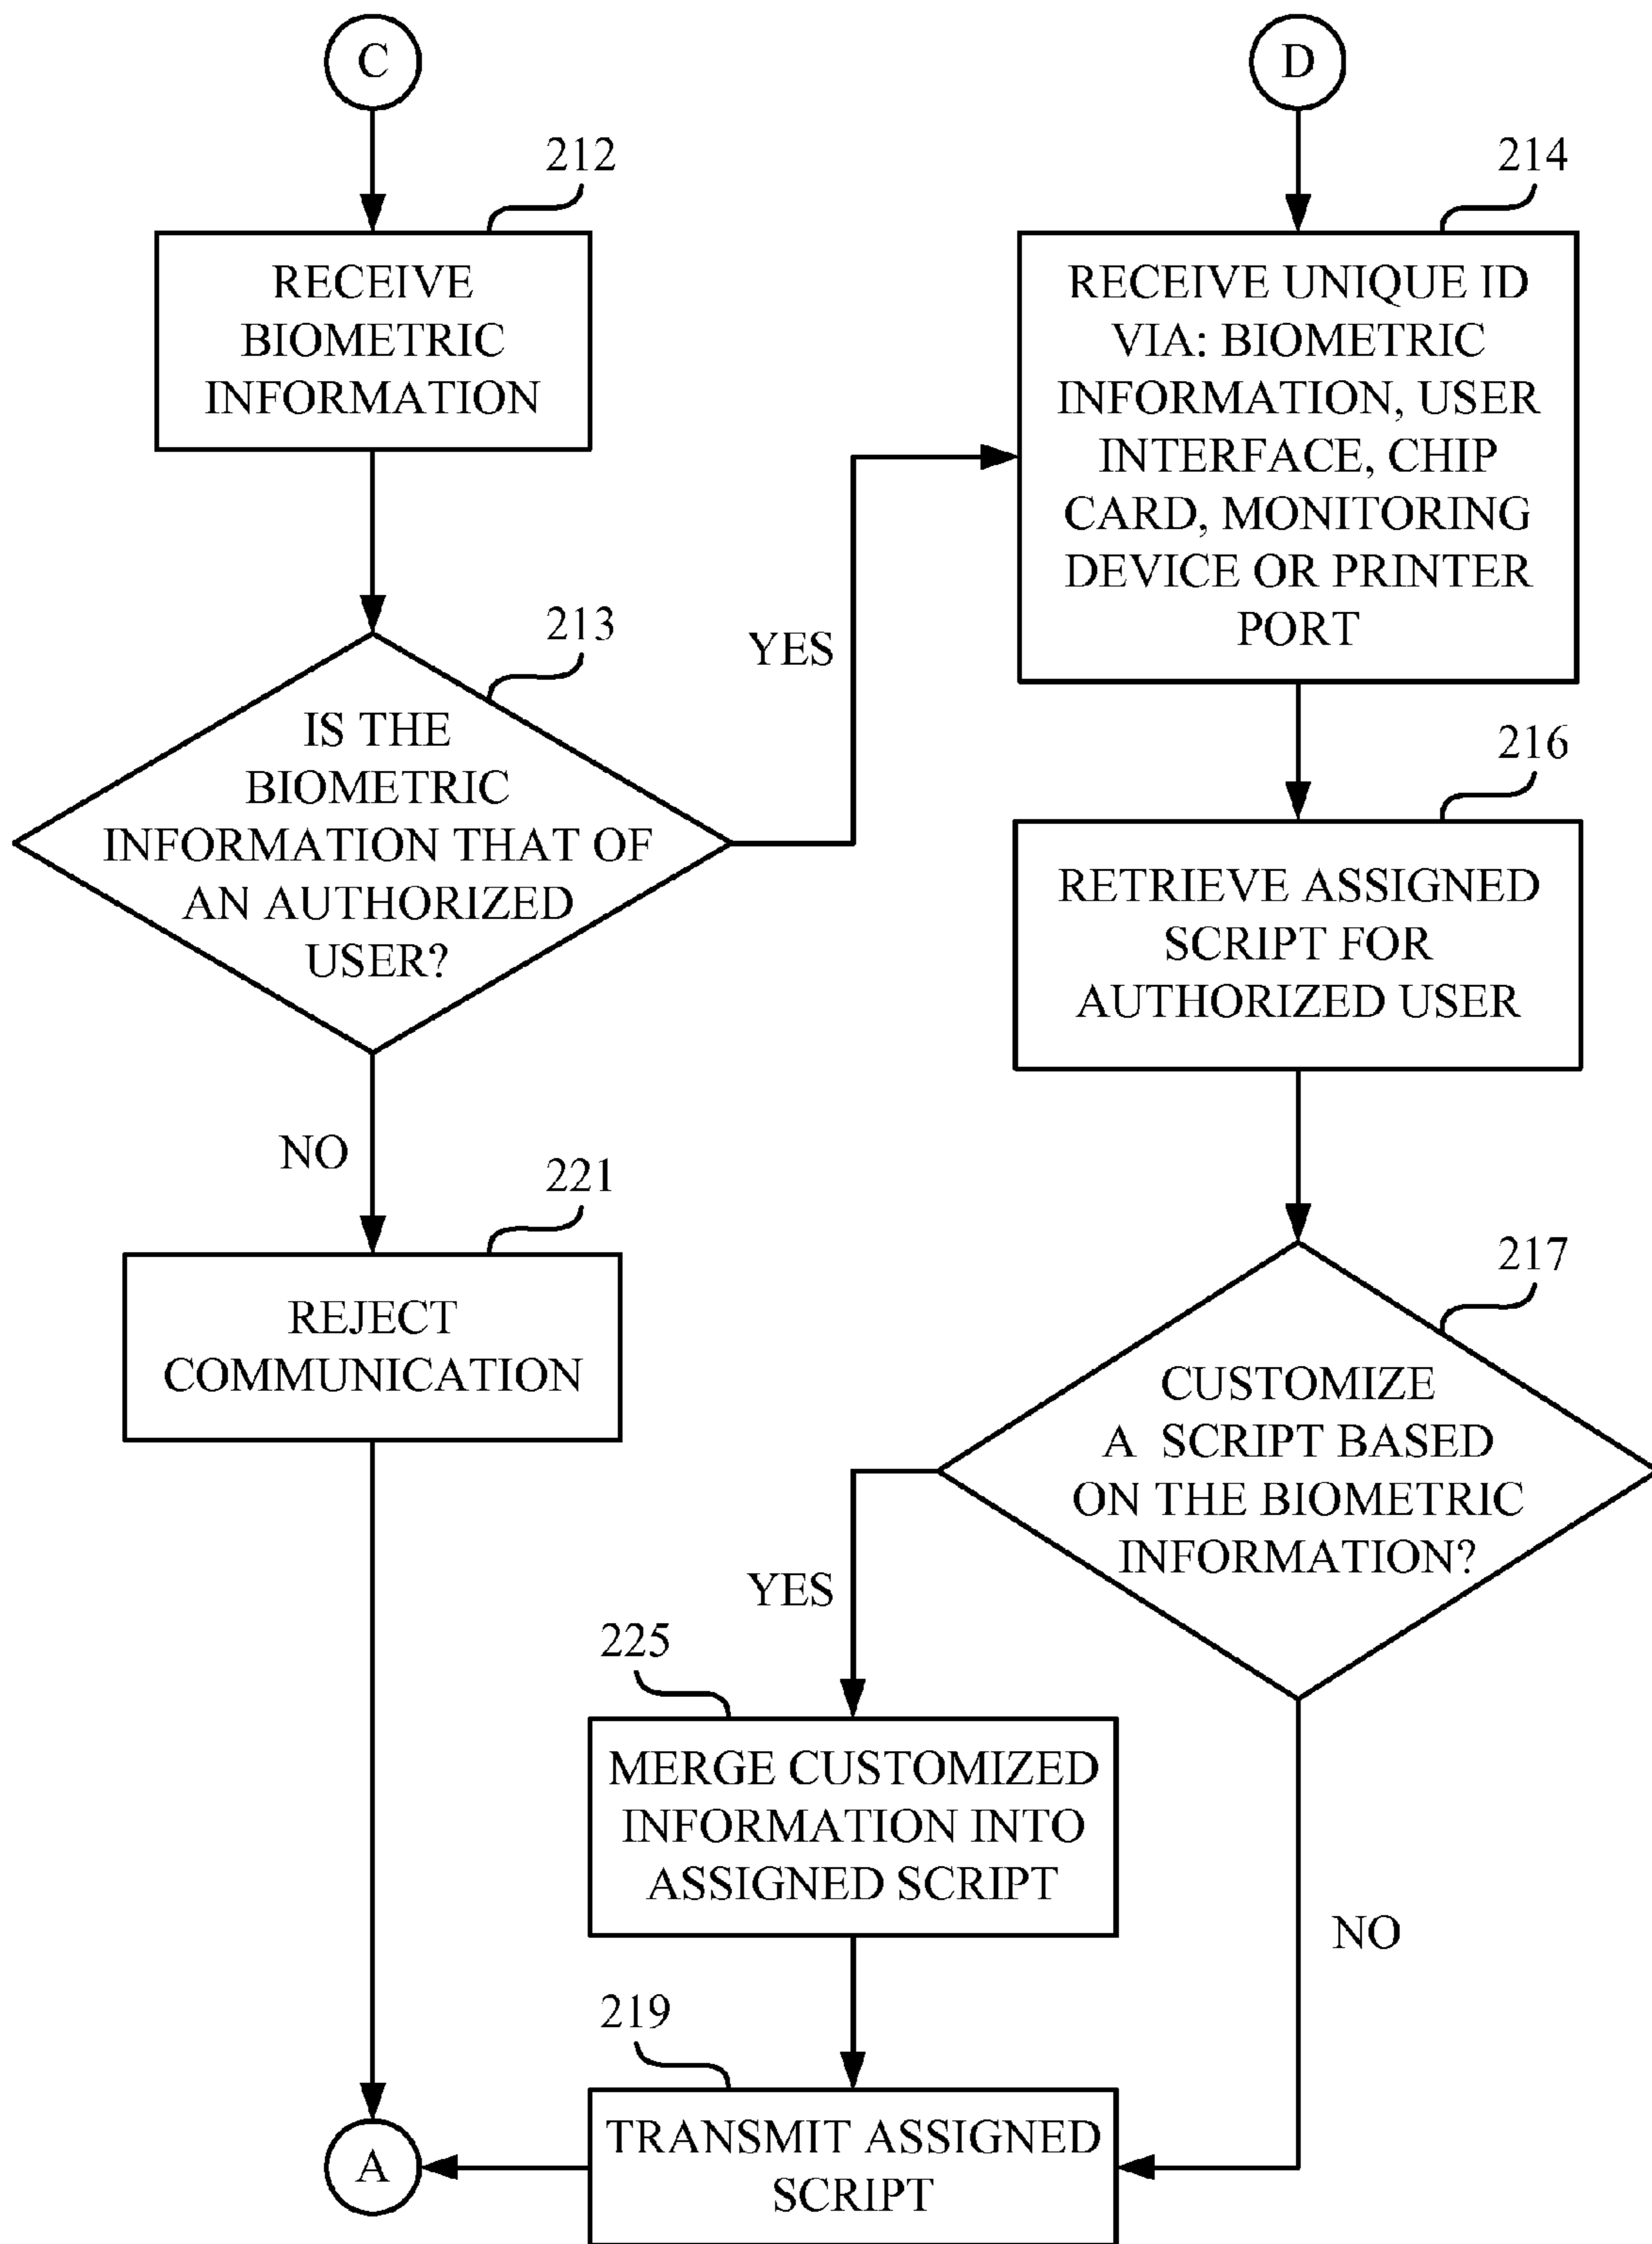 C
212
RECEIVE
BIOMETRIC
INFORMATION
213
IS THE
BIOMETRIC
INFORMATION THAT OF
AN AUTHORIZED
USER?
YES
NO
221
REJECT
COMMUNICATION
D
214
RECEIVE UNIQUE ID
VIA: BIOMETRIC
INFORMATION, USER
INTERFACE, CHIP
CARD, MONITORING
DEVICE OR PRINTER
PORT
216
RETRIEVE ASSIGNED
SCRIPT FOR
AUTHORIZED USER
217
CUSTOMIZE
A SCRIPT BASED
ON THE BIOMETRIC
INFORMATION?
YES
225
MERGE CUSTOMIZED
INFORMATION INTO
ASSIGNED SCRIPT
NO
219
TRANSMIT ASSIGNED
SCRIPT
A